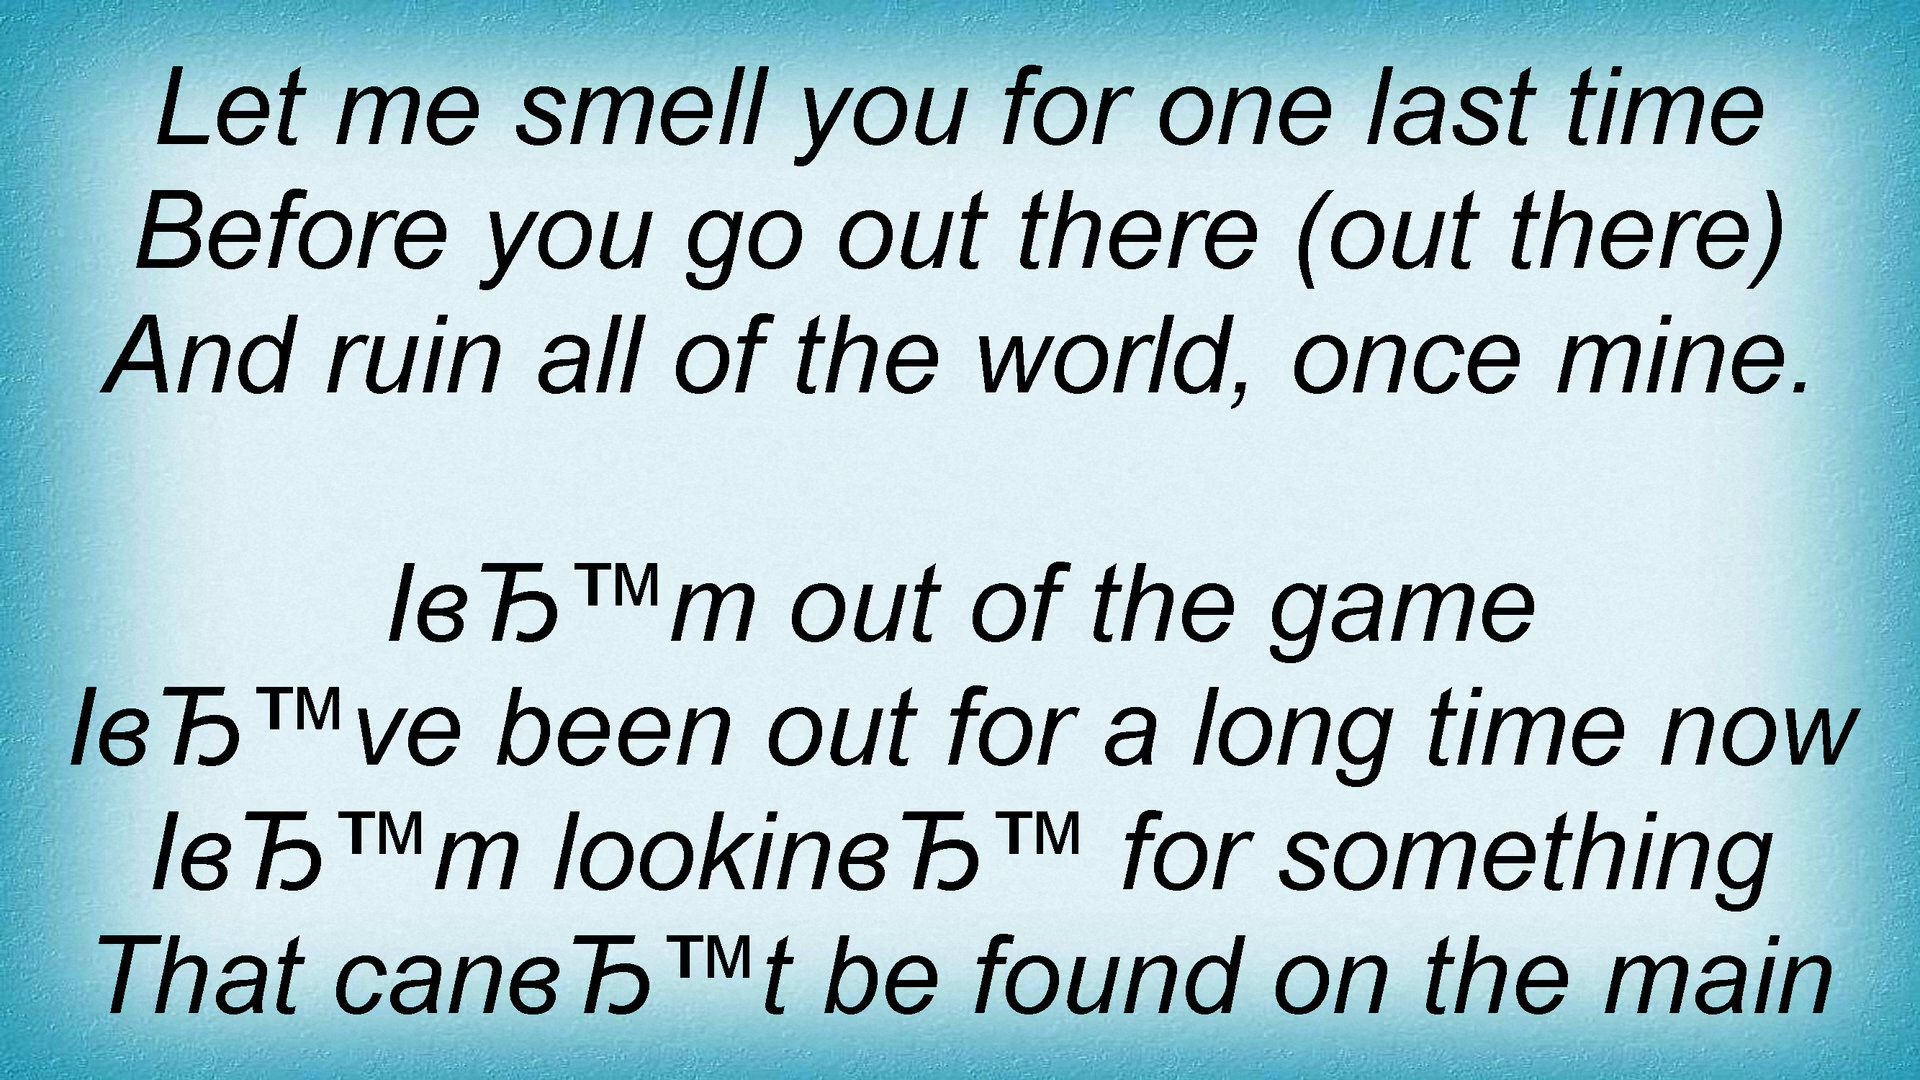 Let me smell you for one last time
Before you go out there (out there)
And ruin all of the world, once mine.
IвЂ™m out of the game
IвЂ™ve been out for a long time now
IвЂ™m lookinвЂ™ for something
That canвЂ™t be found on the main